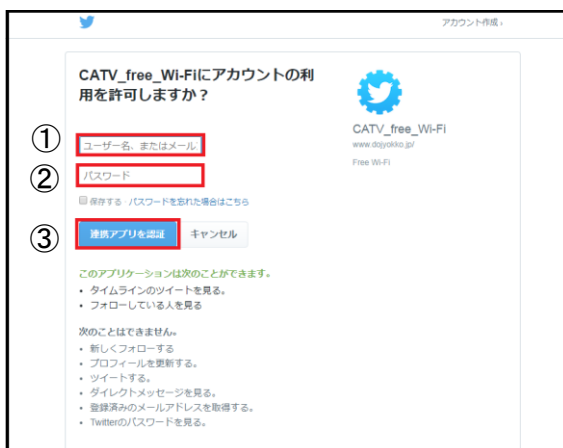 アカウント作成 ›
CATV_free_Wi-Fiにアカウントの利
用を許可しますか？
CATV_free_Wi-Fi
www.dojyokko.jp/
Free Wi-Fi
① ユーザー名、またはメール
② パスワード
保存する · パスワードを忘れた場合はこちら
③ 連携アプリを認証 キャンセル
このアプリケーションは次のことができます。
• タイムラインのツイートを見る。
• フォローしている人を見る
次のことはできません。
• 新しくフォローする
• プロフィールを更新する。
• ツイートする。
• ダイレクトメッセージを見る。
• 登録済みのメールアドレスを取得する。
• Twitterのパスワードを見る。